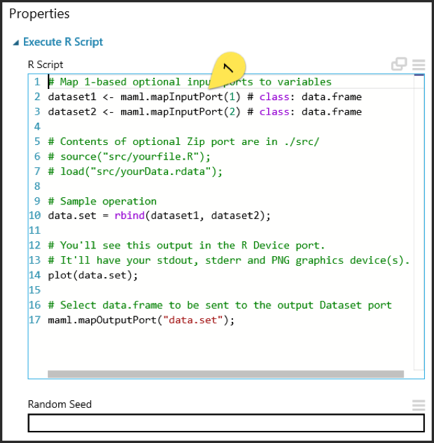 Properties
Execute R Script
R Script
1 # Map 1-based optional input ports to variables
2 dataset1 <- maml.mapInputPort(1) # class: data.frame
3 dataset2 <- maml.mapInputPort(2) # class: data.frame
4
5 # Contents of optional Zip port are in ./src/
6 # source("src/yourfile.R");
7 # load("src/yourData.rdata");
8
9 # Sample operation
10 data.set = rbind(dataset1, dataset2);
11
12 # You'll see this output in the R Device port.
13 # It'll have your stdout, stderr and PNG graphics device(s).
14 plot(data.set);
15
16 # Select data.frame to be sent to the output Dataset port
17 maml.mapOutputPort("data.set");
Random Seed
1